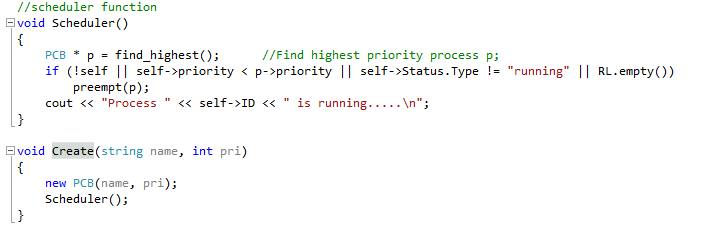 //scheduler function
void Scheduler()
{
    PCB * p = find_highest();      //Find highest priority process p;
    if (!self || self->priority < p->priority || self->Status.Type != "running" || RL.empty())
        preempt(p);
    cout << "Process " << self->ID << " is running.....\n";
}
void Create(string name, int pri)
{
    new PCB(name, pri);
    Scheduler();
}